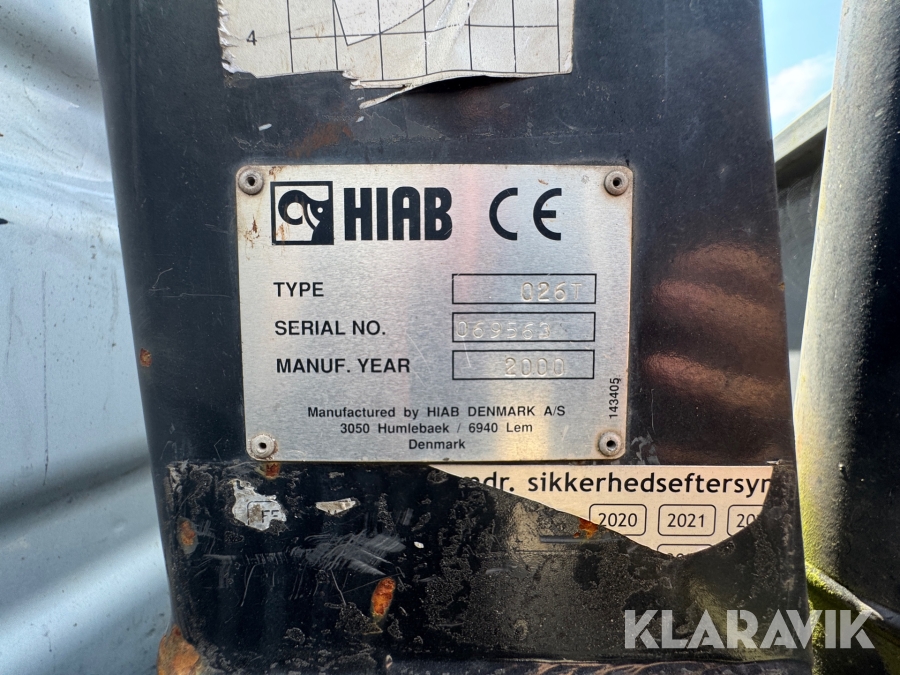 4
HIAB CE
TYPE 026T
SERIAL NO.
MANUF. YEAR 2000
143405
Manufactured by HIAB DENMARK A/S
3050 Humlebaek / 6940 Lem
Denmark
sikkerhedseftersyn
2020 2021
KLARAVIK